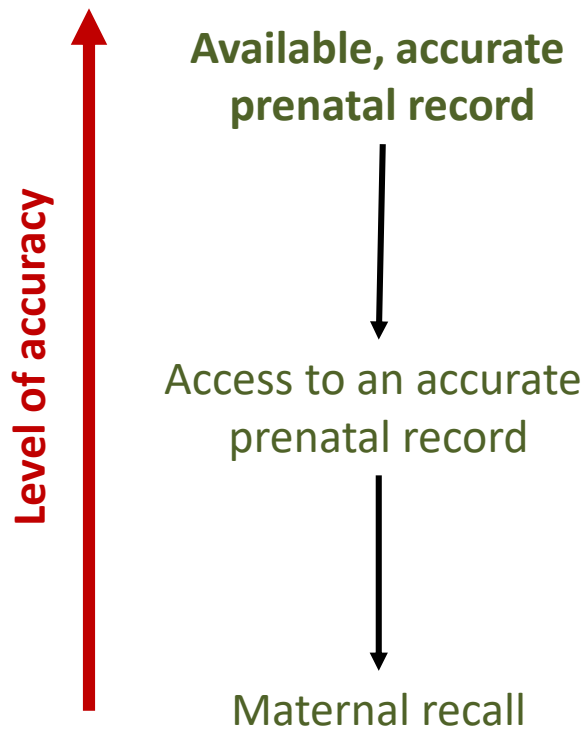 Available, accurate
prenatal record
Level of accuracy
Access to an accurate
prenatal record
Maternal recall